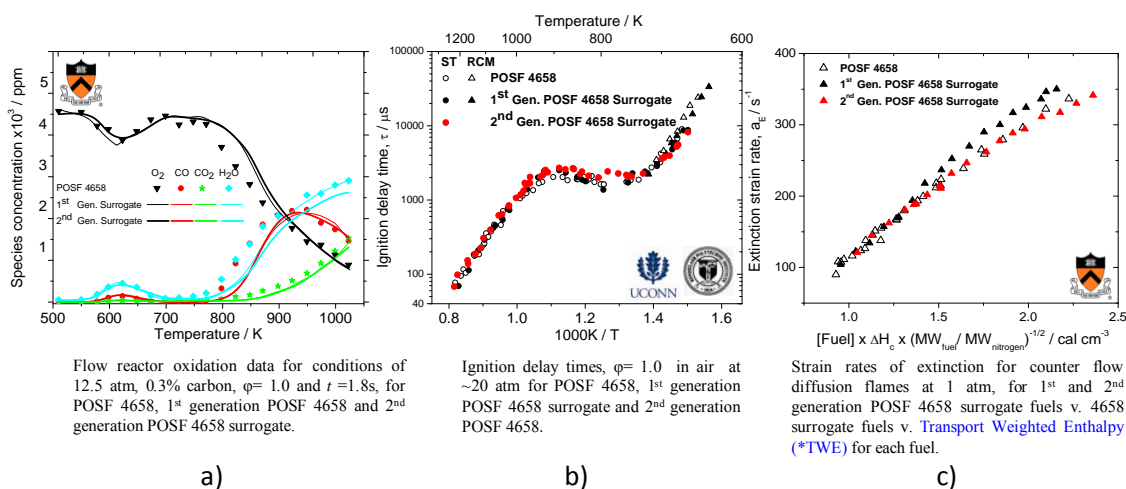 Species concentration x10³ / ppm
5
4
3
2
1
O₂ CO CO₂ H₂O
POSF 4658
1ˢᵗ Gen. Surrogate
2ⁿᵈ Gen. Surrogate
500 600 700 800 900 1000
Temperature / K
Flow reactor oxidation data for conditions of
12.5 atm, 0.3% carbon, φ= 1.0 and t =1.8s, for
POSF 4658, 1ˢᵗ generation POSF 4658 and 2ⁿᵈ
generation POSF 4658 surrogate.
a)
Temperature / K
1200 1000 800 600
Ignition delay time, τ / µs
100000
10000
1000
100
40
ST RCM
POSF 4658
1ˢᵗ Gen. POSF 4658 Surrogate
2ⁿᵈ Gen. POSF 4658 Surrogate
UCONN
0.8 1.0 1.2 1.4 1.6
1000K / T
Ignition delay times, φ= 1.0 in air at
~20 atm for POSF 4658, 1ˢᵗ generation
POSF 4658 surrogate and 2ⁿᵈ generation
POSF 4658.
b)
Extinction strain rate, a_E / s⁻¹
400
350
300
250
200
150
100
50
POSF 4658
1ˢᵗ Gen. POSF 4658 Surrogate
2ⁿᵈ Gen. POSF 4658 Surrogate
1.0 1.5 2.0 2.5
[Fuel] x ΔH_c x (MW_fuel/ MW_nitrogen)⁻¹ᐟ² / cal cm⁻³
Strain rates of extinction for counter flow
diffusion flames at 1 atm, for 1ˢᵗ and 2ⁿᵈ
generation POSF 4658 surrogate fuels v. 4658
surrogate fuels v. Transport Weighted Enthalpy
(*TWE) for each fuel.
c)